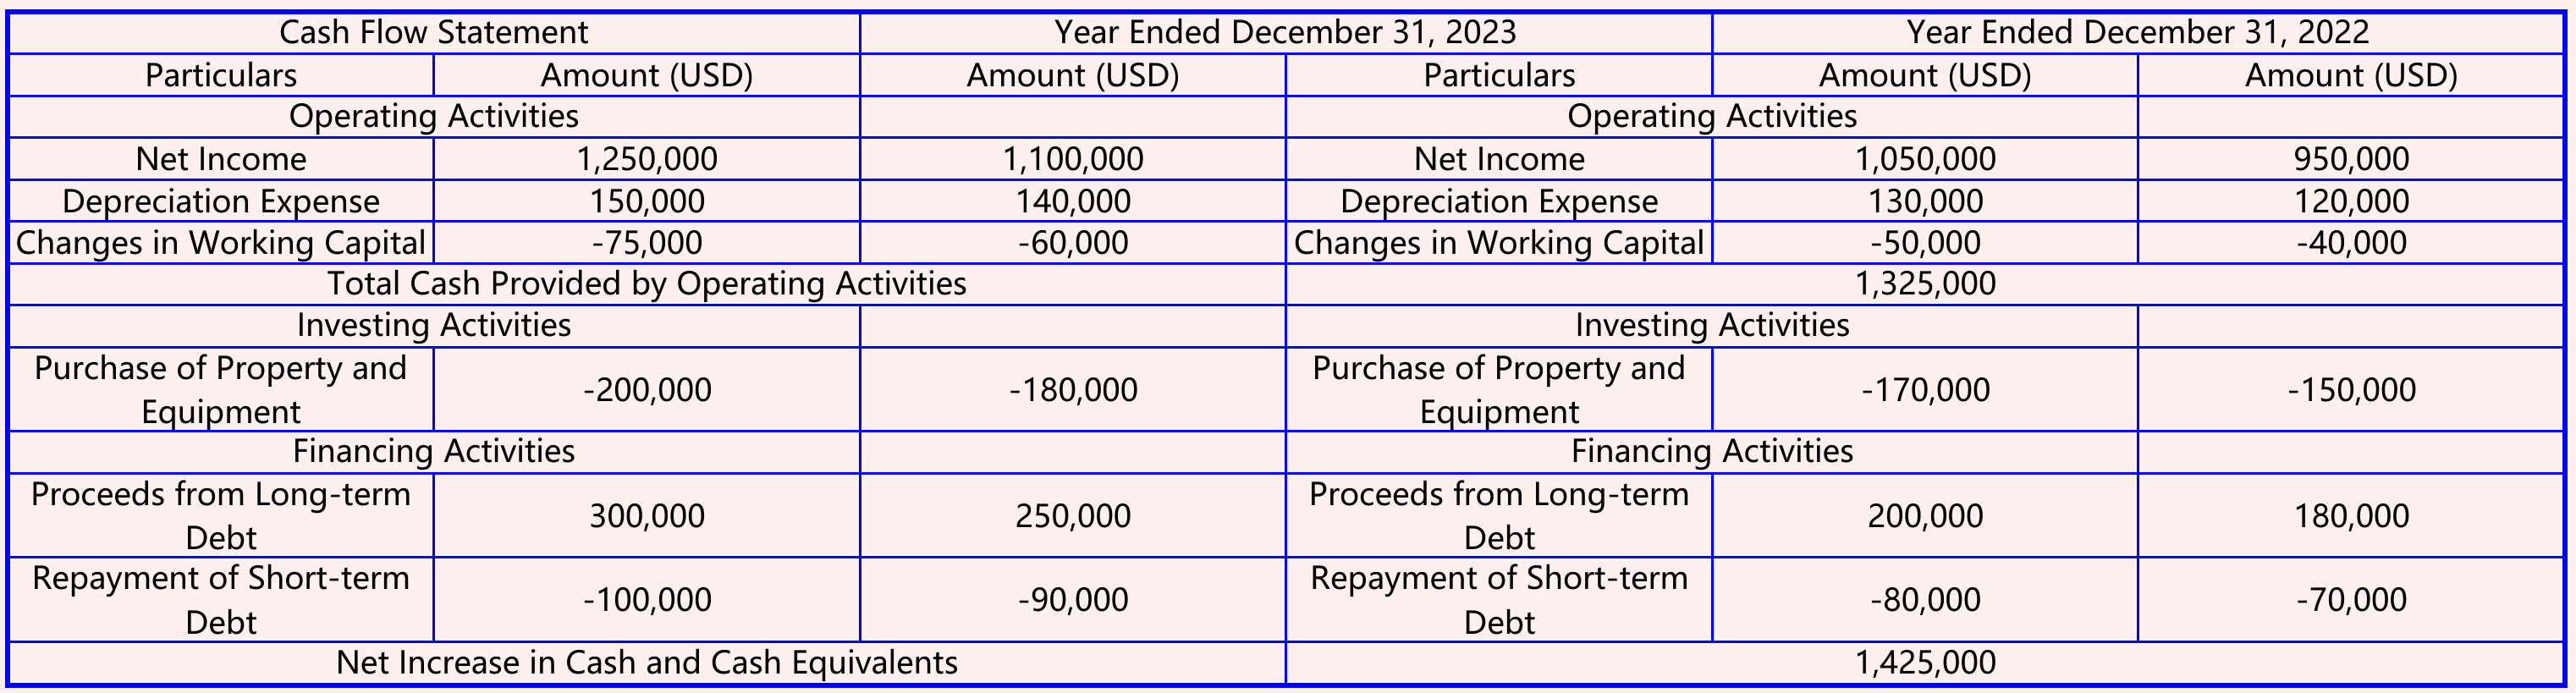 Cash Flow Statement Year Ended December 31, 2023 Year Ended December 31, 2022
Particulars Amount (USD) Amount (USD) Particulars Amount (USD) Amount (USD)
Operating Activities Operating Activities
Net Income 1,250,000 1,100,000 Net Income 1,050,000 950,000
Depreciation Expense 150,000 140,000 Depreciation Expense 130,000 120,000
Changes in Working Capital -75,000 -60,000 Changes in Working Capital -50,000 -40,000
Total Cash Provided by Operating Activities 1,325,000
Investing Activities Investing Activities
Purchase of Property and
Equipment -200,000 -180,000 Purchase of Property and
Equipment -170,000 -150,000
Financing Activities Financing Activities
Proceeds from Long-term
Debt 300,000 250,000 Proceeds from Long-term
Debt 200,000 180,000
Repayment of Short-term
Debt -100,000 -90,000 Repayment of Short-term
Debt -80,000 -70,000
Net Increase in Cash and Cash Equivalents 1,425,000